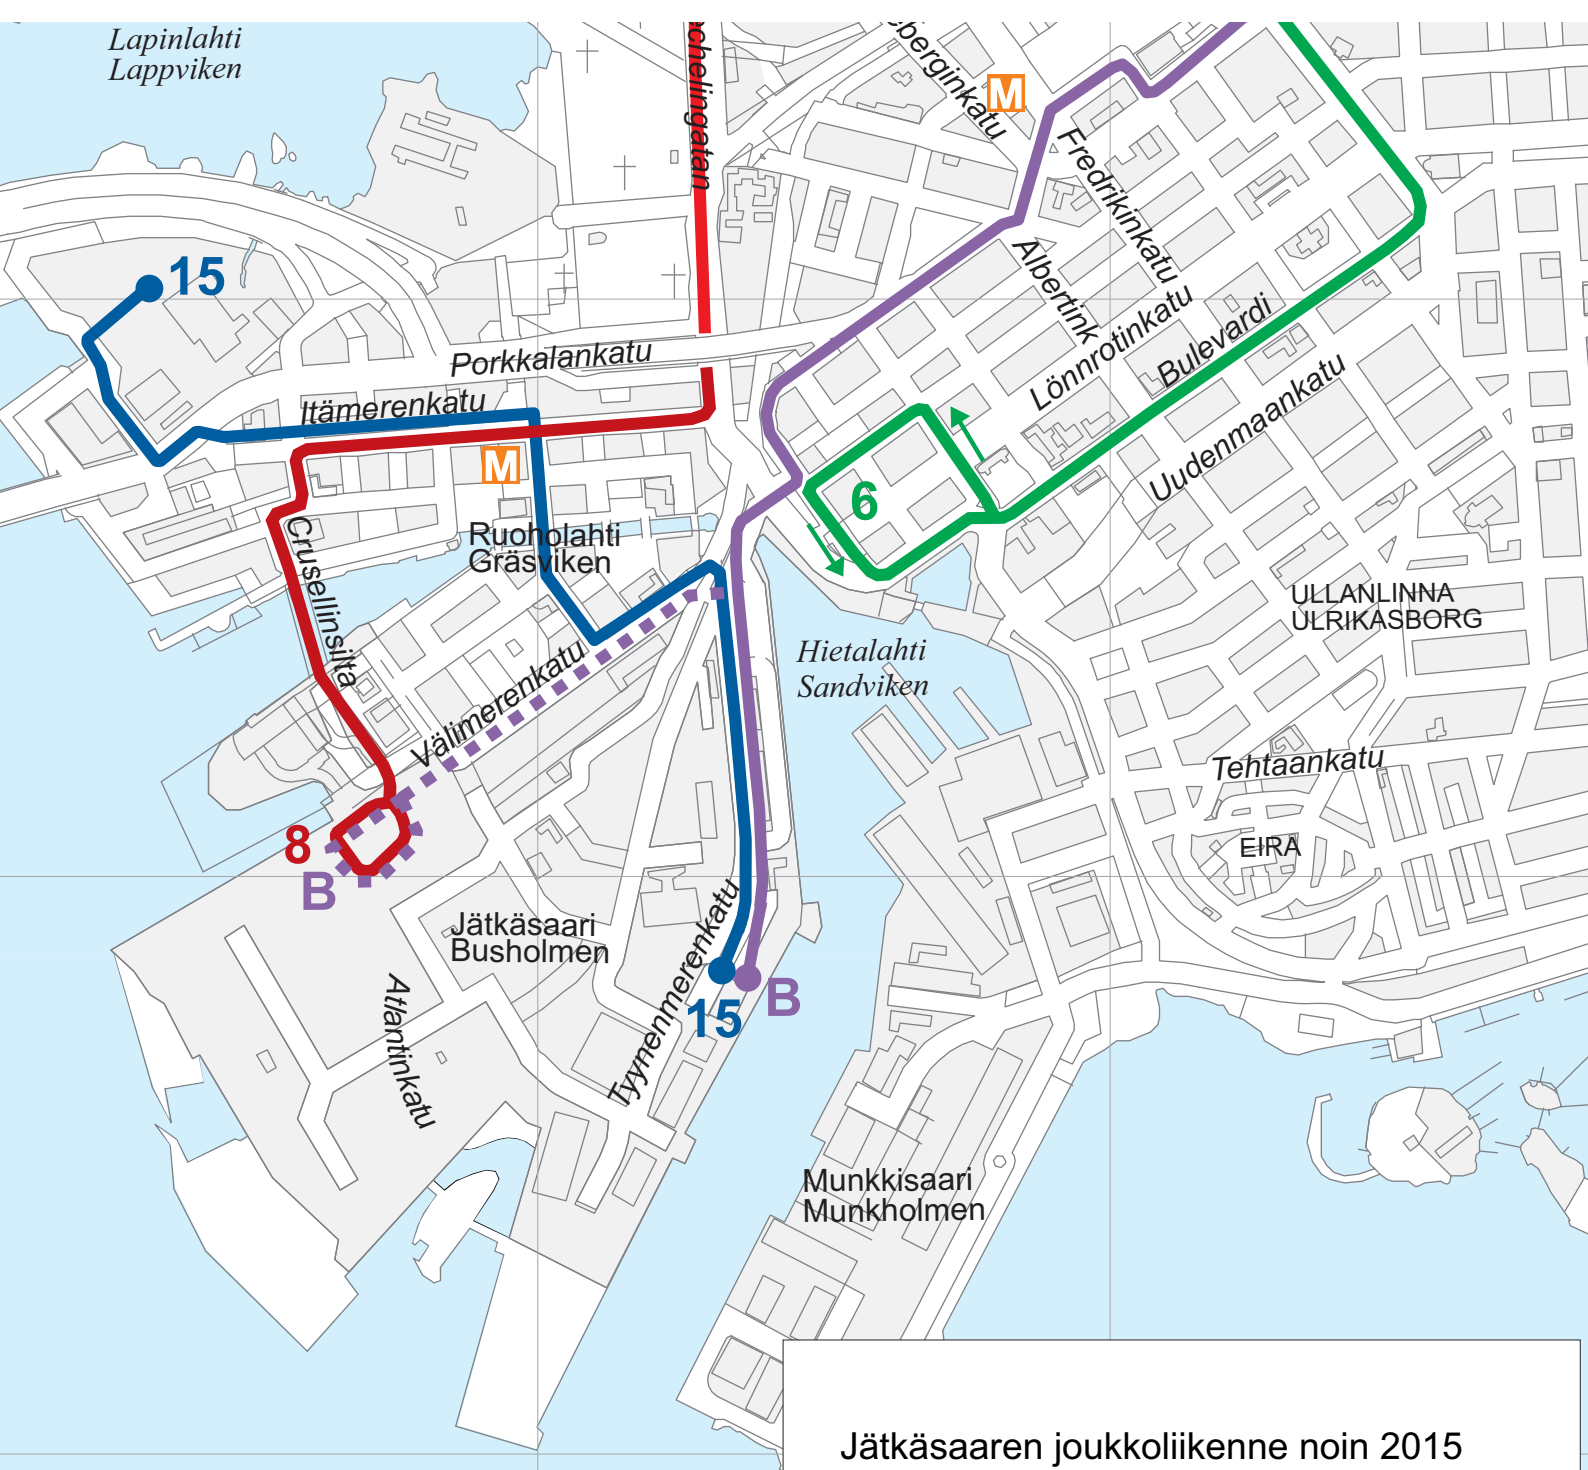 Lapinlahti
Lappviken
M
Fredrikinkatu
15
Albertink
Lönnrotinkatu
Bulevardi
Porkkalankatu
Itämerenkatu
Uudenmaankatu
M
6
Crusellinsilta
Ruoholahti
Gräsviken
ULLANLINNA
ULRIKASBORG
Hietalahti
Sandviken
Välimerenkatu
Tehtaankatu
8
EIRA
B
Jätkäsaari
Busholmen
Tyynenmerenkatu
Atlantinkatu
15
B
Munkkisaari
Munkholmen
Jätkäsaaren joukkoliikenne noin 2015